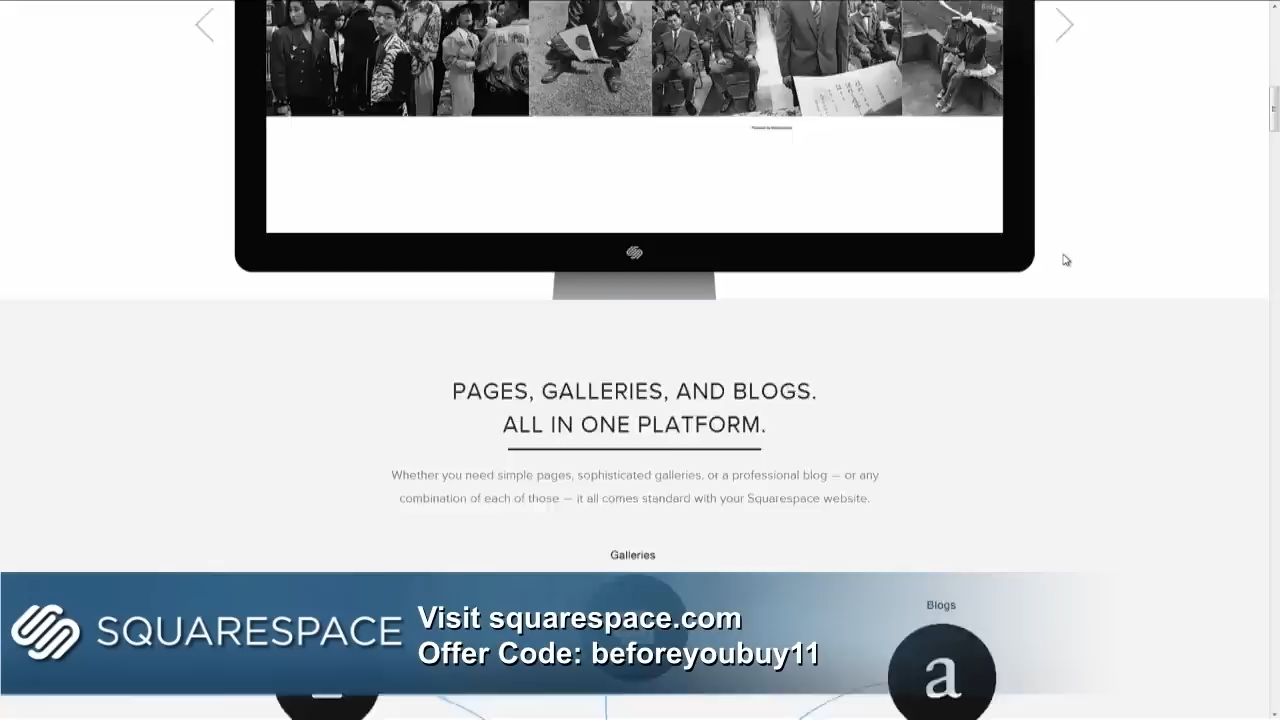 PAGES, GALLERIES, AND BLOGS.
ALL IN ONE PLATFORM.
Whether you need simple pages, sophisticated galleries, or a professional blog — or any
combination of each of those — it all comes standard with your Squarespace website.
Galleries
Blogs
a
SQUARESPACE
Visit squarespace.com
Offer Code: beforeyoubuy11